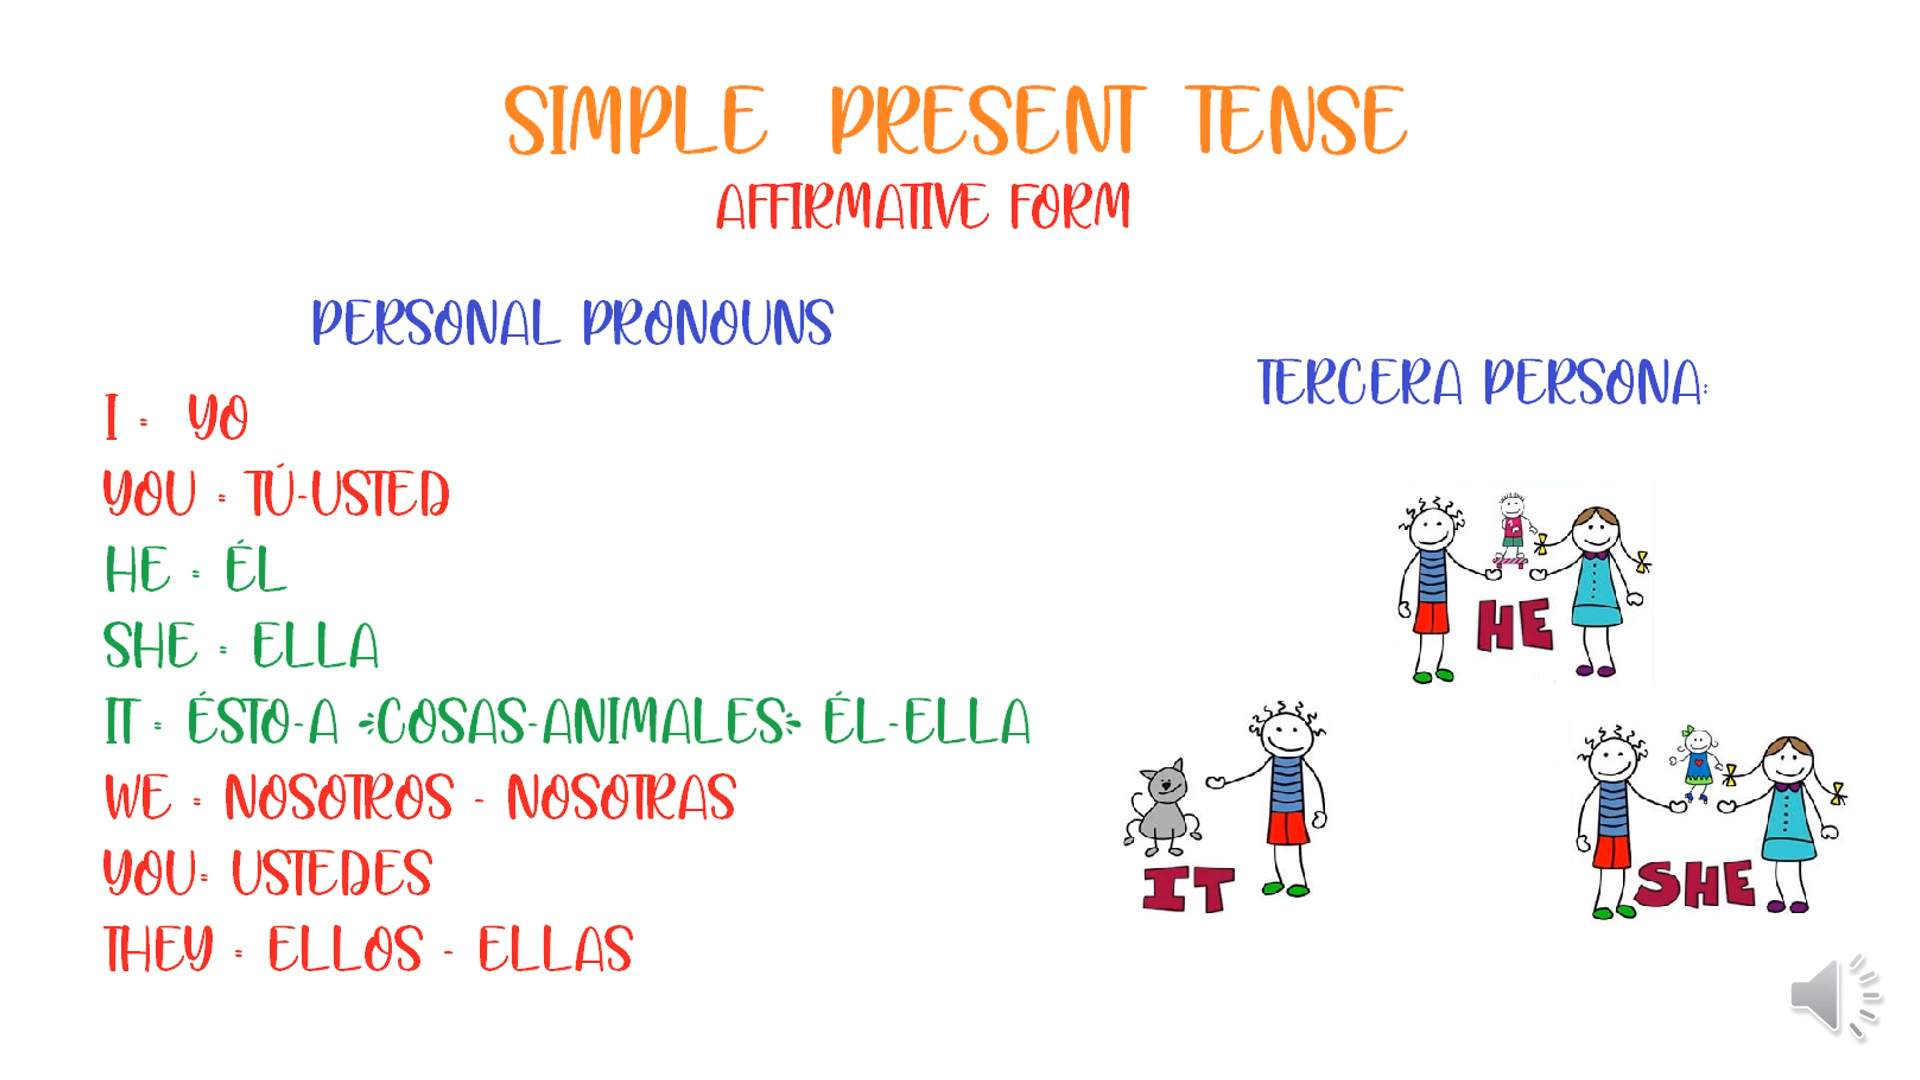 SIMPLE PRESENT TENSE
AFFIRMATIVE FORM
PERSONAL PRONOUNS
I = YO
YOU = TÚ-USTED
HE = ÉL
SHE = ELLA
IT = ÉSTO-A <COSAS-ANIMALES> ÉL-ELLA
WE = NOSOTROS - NOSOTRAS
YOU= USTEDES
THEY = ELLOS - ELLAS
TERCERA PERSONA:
HE
IT
SHE